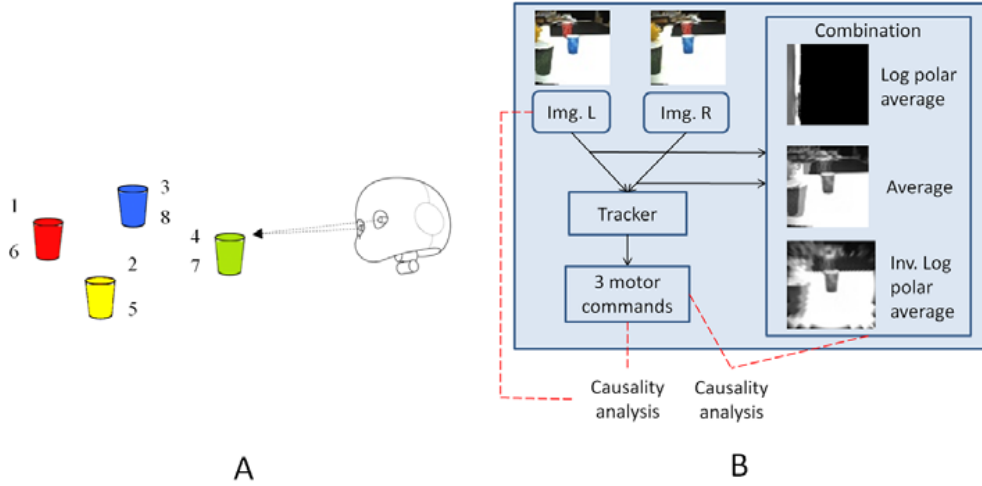 1
6
3
8
2
5
4
7
A
Img. L
Img. R
Tracker
3 motor
commands
Combination
Log polar
average
Average
Inv. Log
polar
average
Causality
analysis
Causality
analysis
B